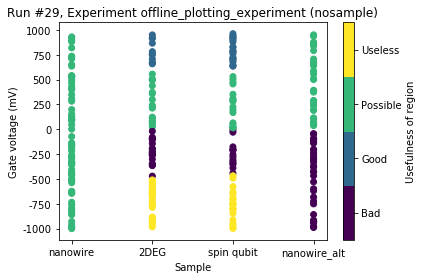 Run #29, Experiment offline_plotting_experiment (nosample)
1000
750
500
250
0
-250
-500
-750
-1000
Gate voltage (mV)
nanowire
2DEG
spin qubit
nanowire_alt
Sample
Useless
Possible
Good
Bad
Usefulness of region